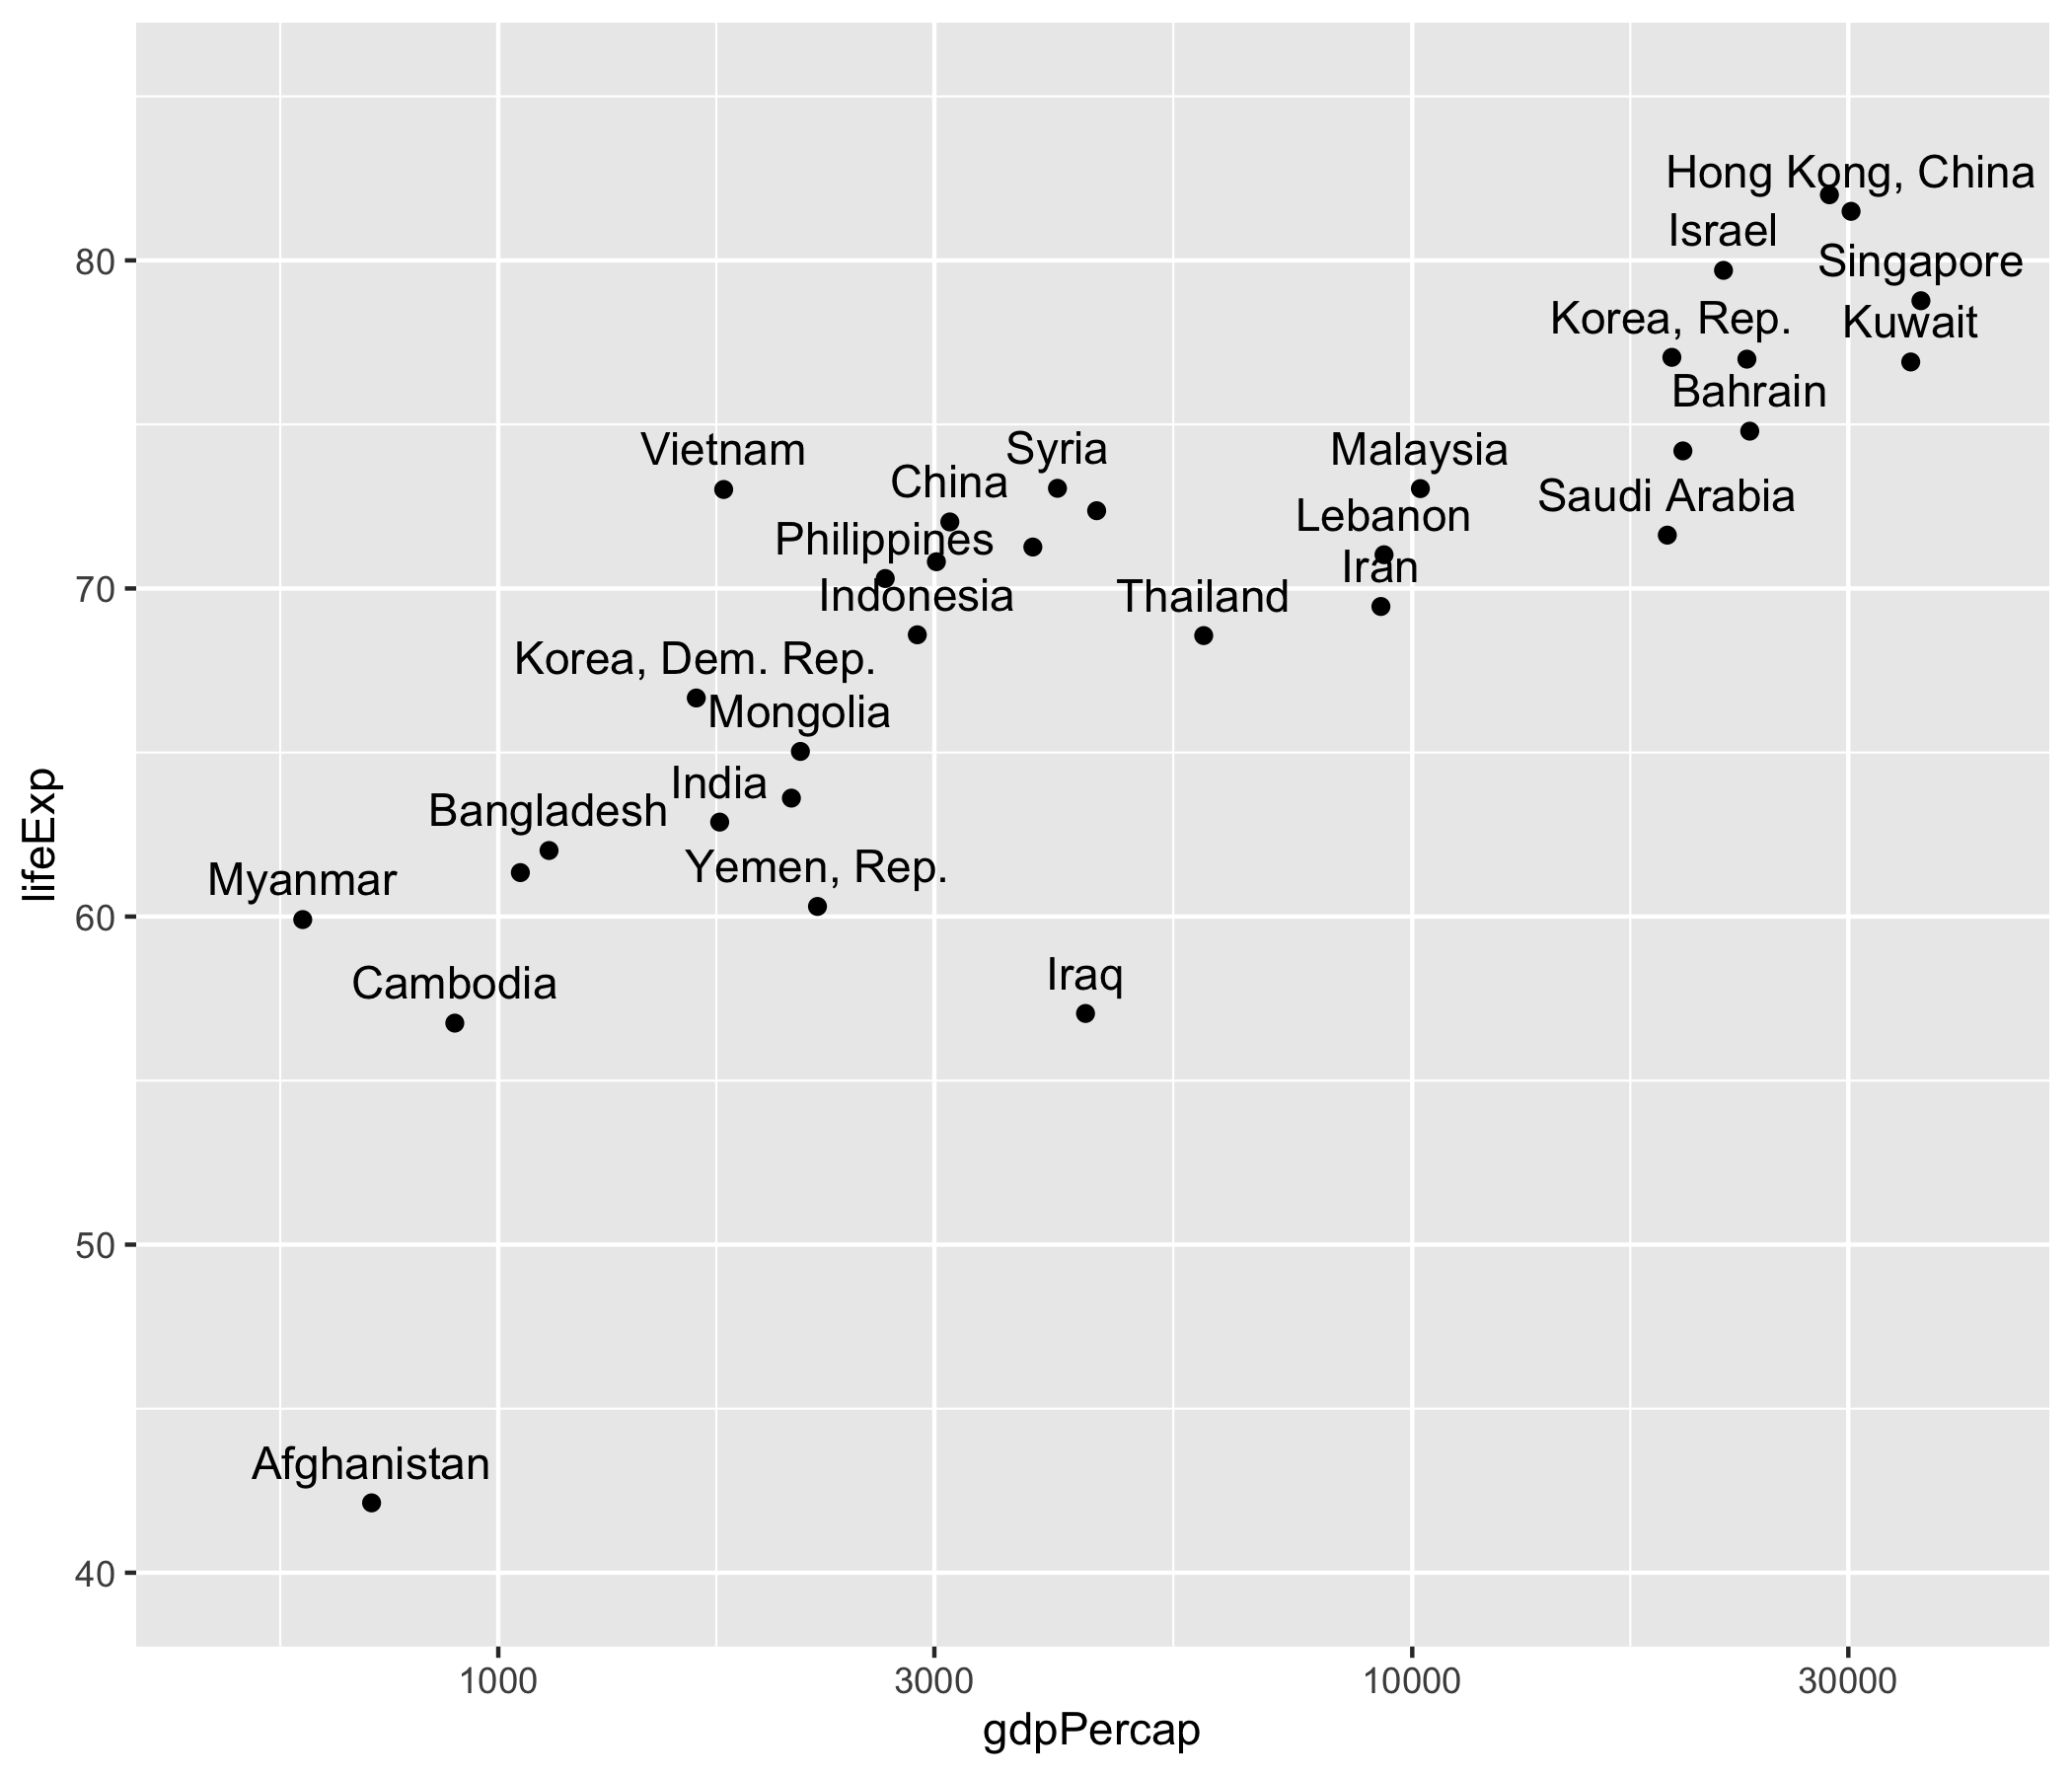 Hong Kong, China
Israel
80
Singapore
Korea, Rep.
Kuwait
Bahrain
Vietnam
Syria
Malaysia
China
Saudi Arabia
Lebanon
Philippines
Iran
70
Indonesia
Thailand
Korea, Dem. Rep.
Mongolia
India
Bangladesh
lifeExp
Yemen, Rep.
Myanmar
60
Iraq
Cambodia
50
Afghanistan
40
1000
3000
10000
30000
gdpPercap